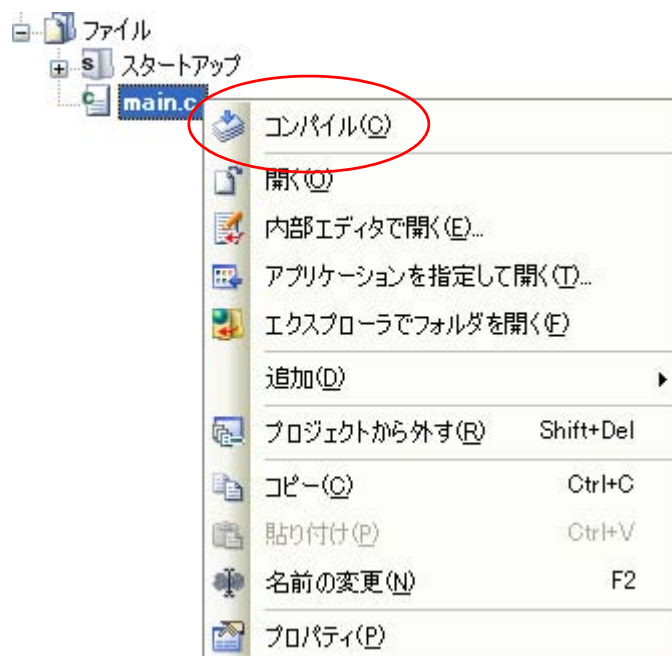 ファイル
スタートアップ
main.c
コンパイル(C)
開く(O)
内部エディタで開く(E)...
アプリケーションを指定して開く(T)...
エクスプローラでフォルダを開く(F)
追加(D)
プロジェクトから外す(R) Shift+Del
コピー(C) Ctrl+C
貼り付け(P) Ctrl+V
名前の変更(N) F2
プロパティ(P)